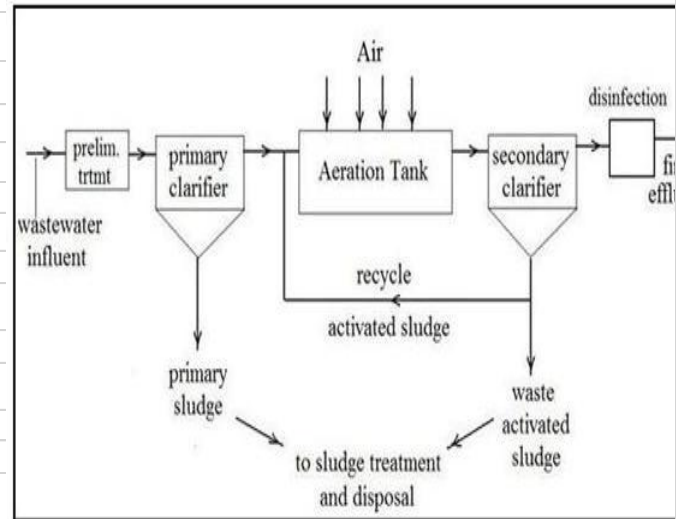 Air
disinfection
prelim.
trtmt
primary
clarifier
Aeration Tank
secondary
clarifier
wastewater
influent
recycle
activated sludge
primary
sludge
waste
activated
sludge
to sludge treatment
and disposal